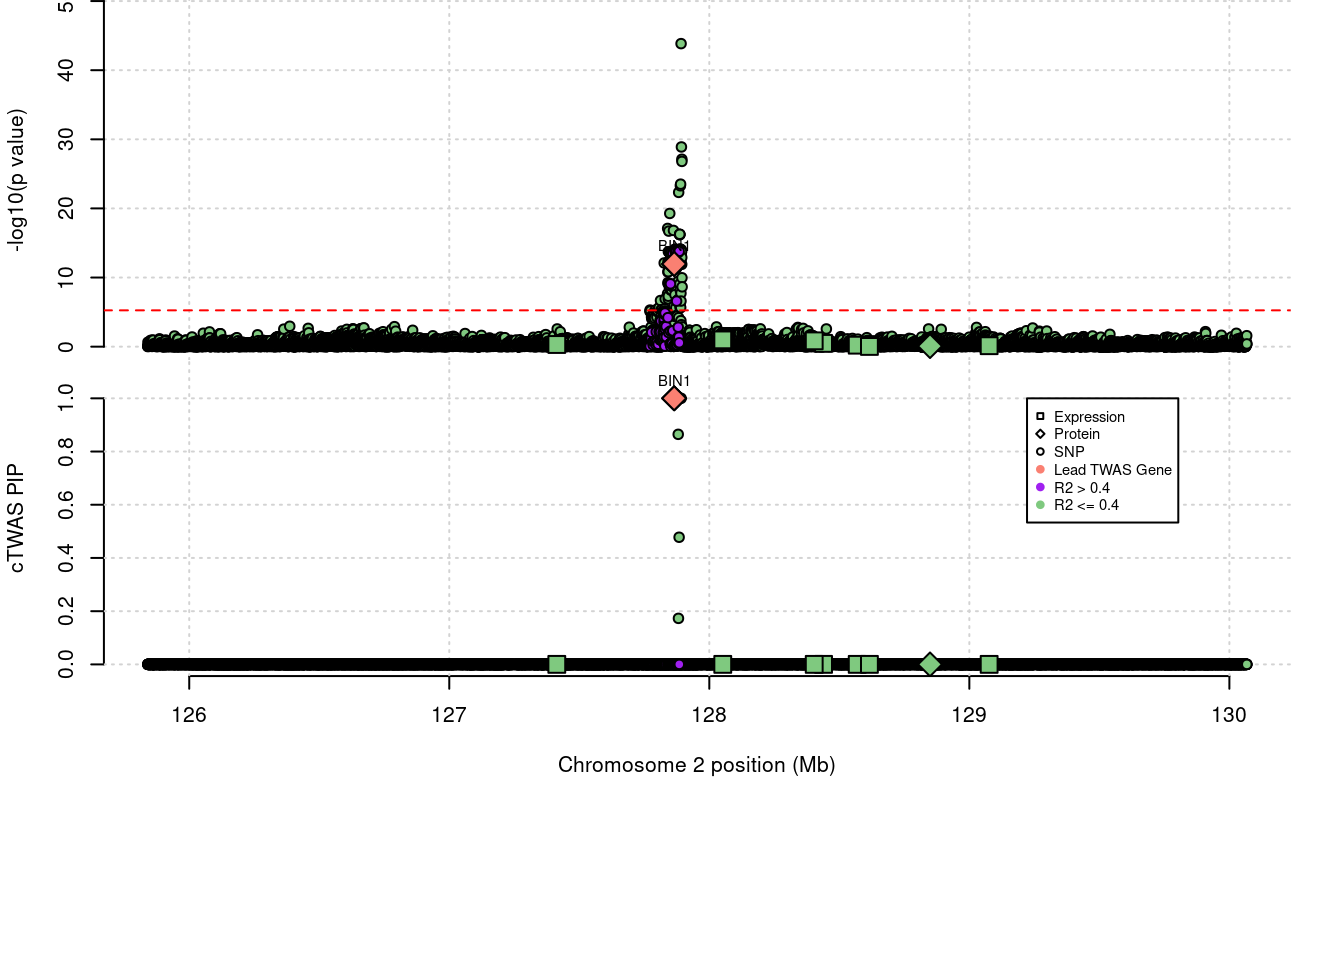 5
40
30
20
10
0
-log10(p value)
BIN1
BIN1
1.0
0.8
0.6
0.4
0.2
0.0
cTWAS PIP
Expression
Protein
SNP
Lead TWAS Gene
R2 > 0.4
R2 <= 0.4
126 127 128 129 130
Chromosome 2 position (Mb)